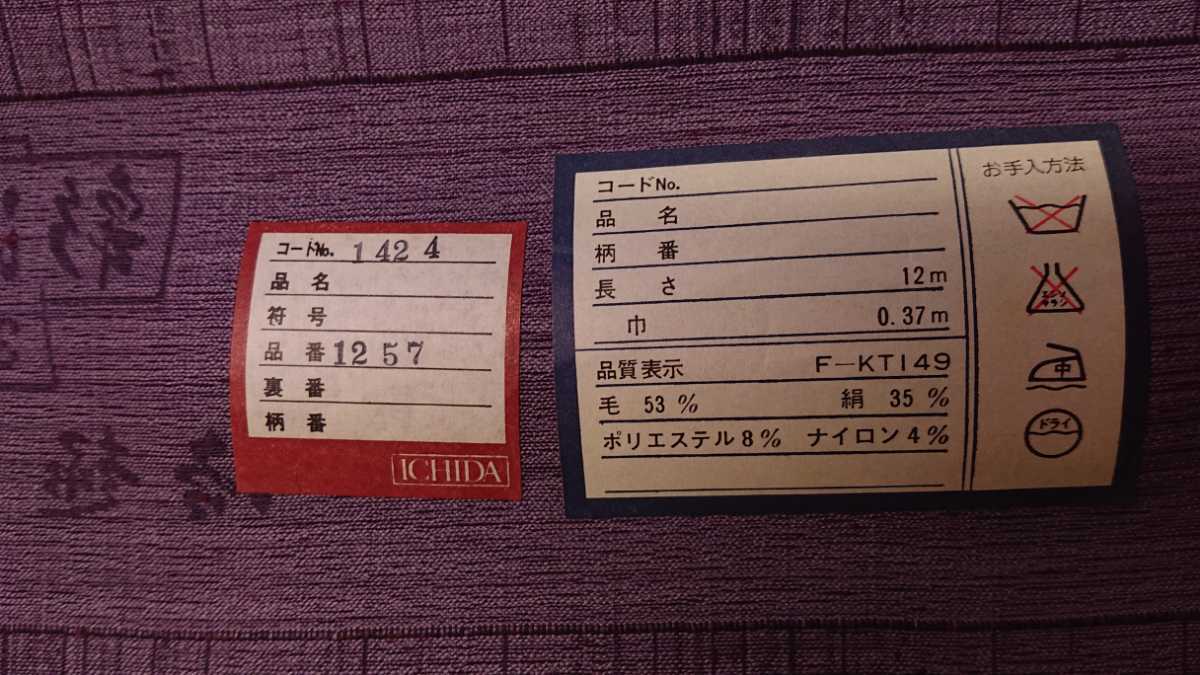 コードNo. 1424
品名
符号
品番 1257
裏番
柄番
ICHIDA
コードNo.
品名
柄番
長さ 12m
巾 0.37m
品質表示 F-KT149
毛 53% 絹 35%
ポリエステル8% ナイロン4%
お手入方法
エンソ
サラシ
中
ドライ